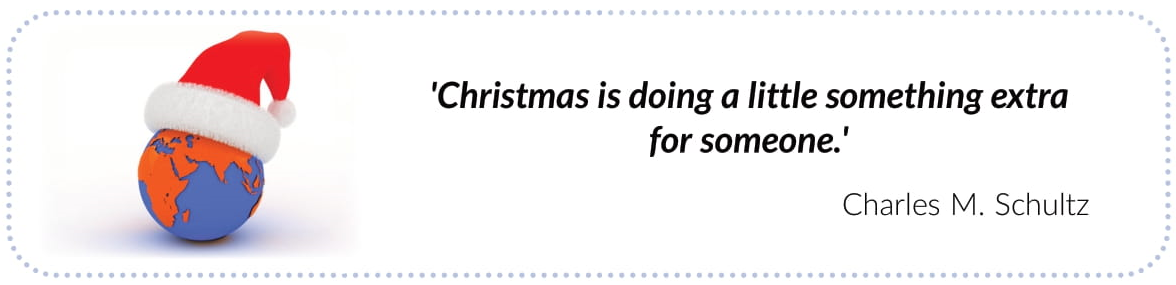 'Christmas is doing a little something extra
for someone.'
Charles M. Schultz